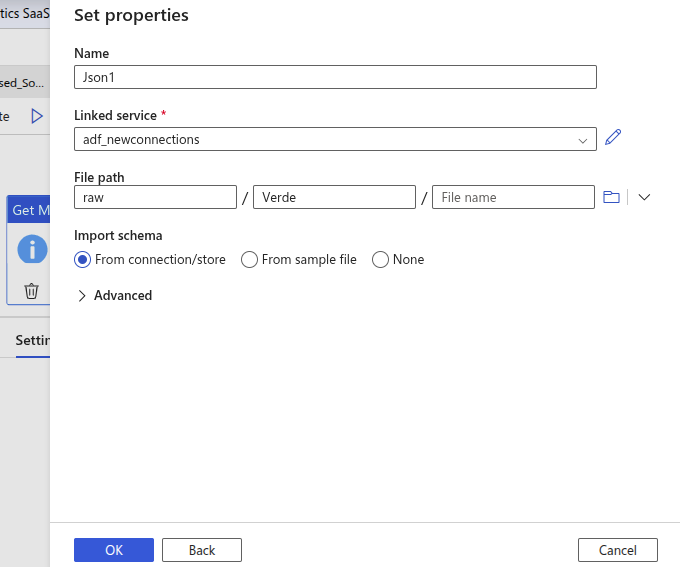 tics SaaS
Set properties
Name
sed_So...
Json1
te
Linked service *
adf_newconnections
File path
raw / Verde / File name
Get M
Import schema
From connection/store From sample file None
Advanced
Settin
OK Back Cancel